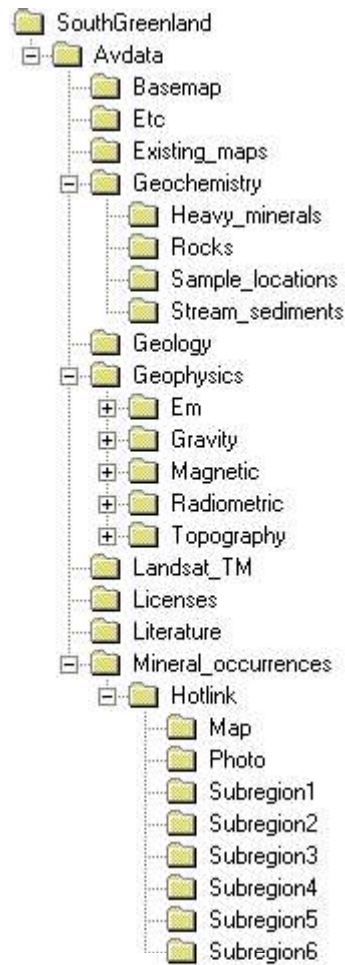 SouthGreenland
Avdata
Basemap
Etc
Existing_maps
Geochemistry
Heavy_minerals
Rocks
Sample_locations
Stream_sediments
Geology
Geophysics
Em
Gravity
Magnetic
Radiometric
Topography
Landsat_TM
Licenses
Literature
Mineral_occurrences
Hotlink
Map
Photo
Subregion1
Subregion2
Subregion3
Subregion4
Subregion5
Subregion6